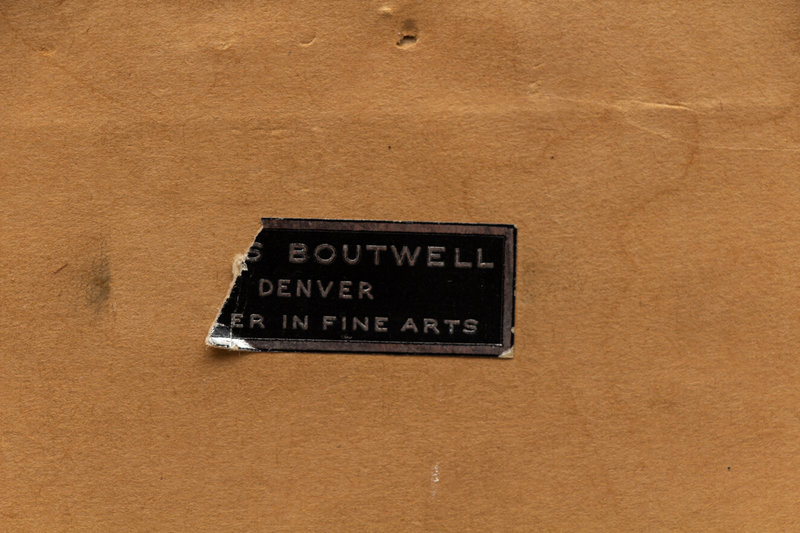 S BOUTWELL
DENVER
ER IN FINE ARTS